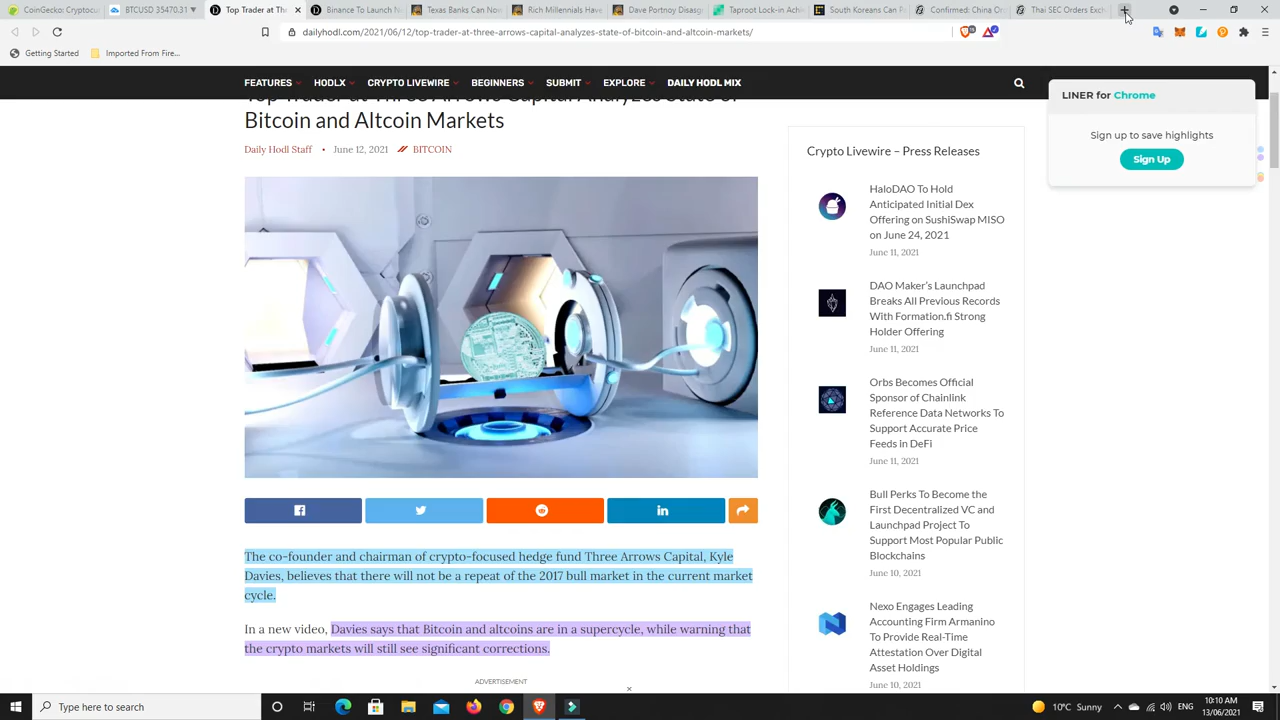 CoinGecko: Cryptocu
BTCUSD 35470.31
Top Trader at Thr
Binance To Launch
Texas Banks Now
Rich Millennials Have
Dave Portnoy Disag
Taproot Lock-in Achi
South Koreans Can P
Confirmed: China Or
Thai SEC Orders Exch
dailyhodl.com/2021/06/12/top-trader-at-three-arrows-capital-analyzes-state-of-bitcoin-and-altcoin-markets/
Getting Started
Imported From Fire...
FEATURES
HODLX
CRYPTO LIVEWIRE
BEGINNERS
SUBMIT
EXPLORE
DAILY HODL MIX
Top Trader at Three Arrows Capital Analyzes State of
Bitcoin and Altcoin Markets
Daily Hodl Staff • June 12, 2021 BITCOIN
The co-founder and chairman of crypto-focused hedge fund Three Arrows Capital, Kyle
Davies, believes that there will not be a repeat of the 2017 bull market in the current market
cycle.
In a new video, Davies says that Bitcoin and altcoins are in a supercycle, while warning that
the crypto markets will still see significant corrections.
ADVERTISEMENT
Crypto Livewire – Press Releases
HaloDAO To Hold
Anticipated Initial Dex
Offering on SushiSwap MISO
on June 24, 2021
June 11, 2021
DAO Maker's Launchpad
Breaks All Previous Records
With Formation.fi Strong
Holder Offering
June 11, 2021
Orbs Becomes Official
Sponsor of Chainlink
Reference Data Networks To
Support Accurate Price
Feeds in DeFi
June 11, 2021
Bull Perks To Become the
First Decentralized VC and
Launchpad Project To
Support Most Popular Public
Blockchains
June 10, 2021
Nexo Engages Leading
Accounting Firm Armanino
To Provide Real-Time
Attestation Over Digital
Asset Holdings
June 10, 2021
LINER for Chrome
Sign up to save highlights
Sign Up
Type here to search
10°C Sunny
ENG
10:10 AM
13/06/2021